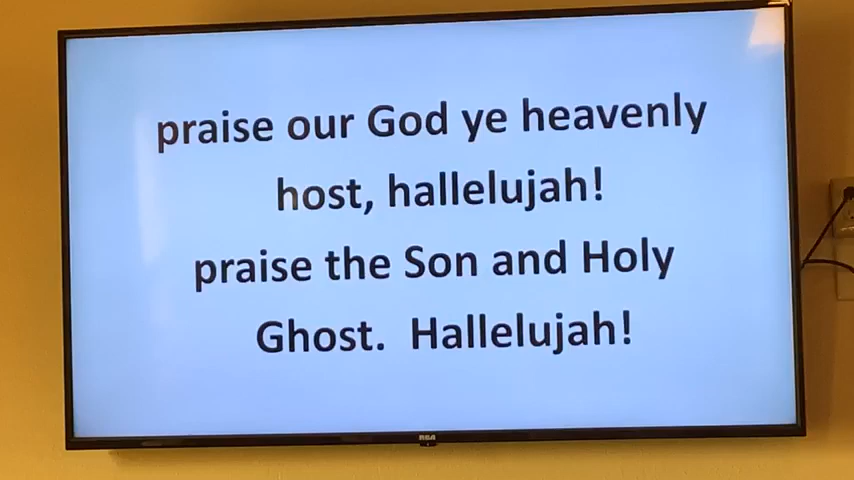 praise our God ye heavenly
host, hallelujah!
praise the Son and Holy
Ghost.  Hallelujah!
RCA